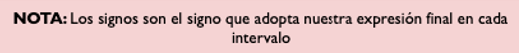 NOTA: Los signos son el signo que adopta nuestra expresión final en cada
intervalo